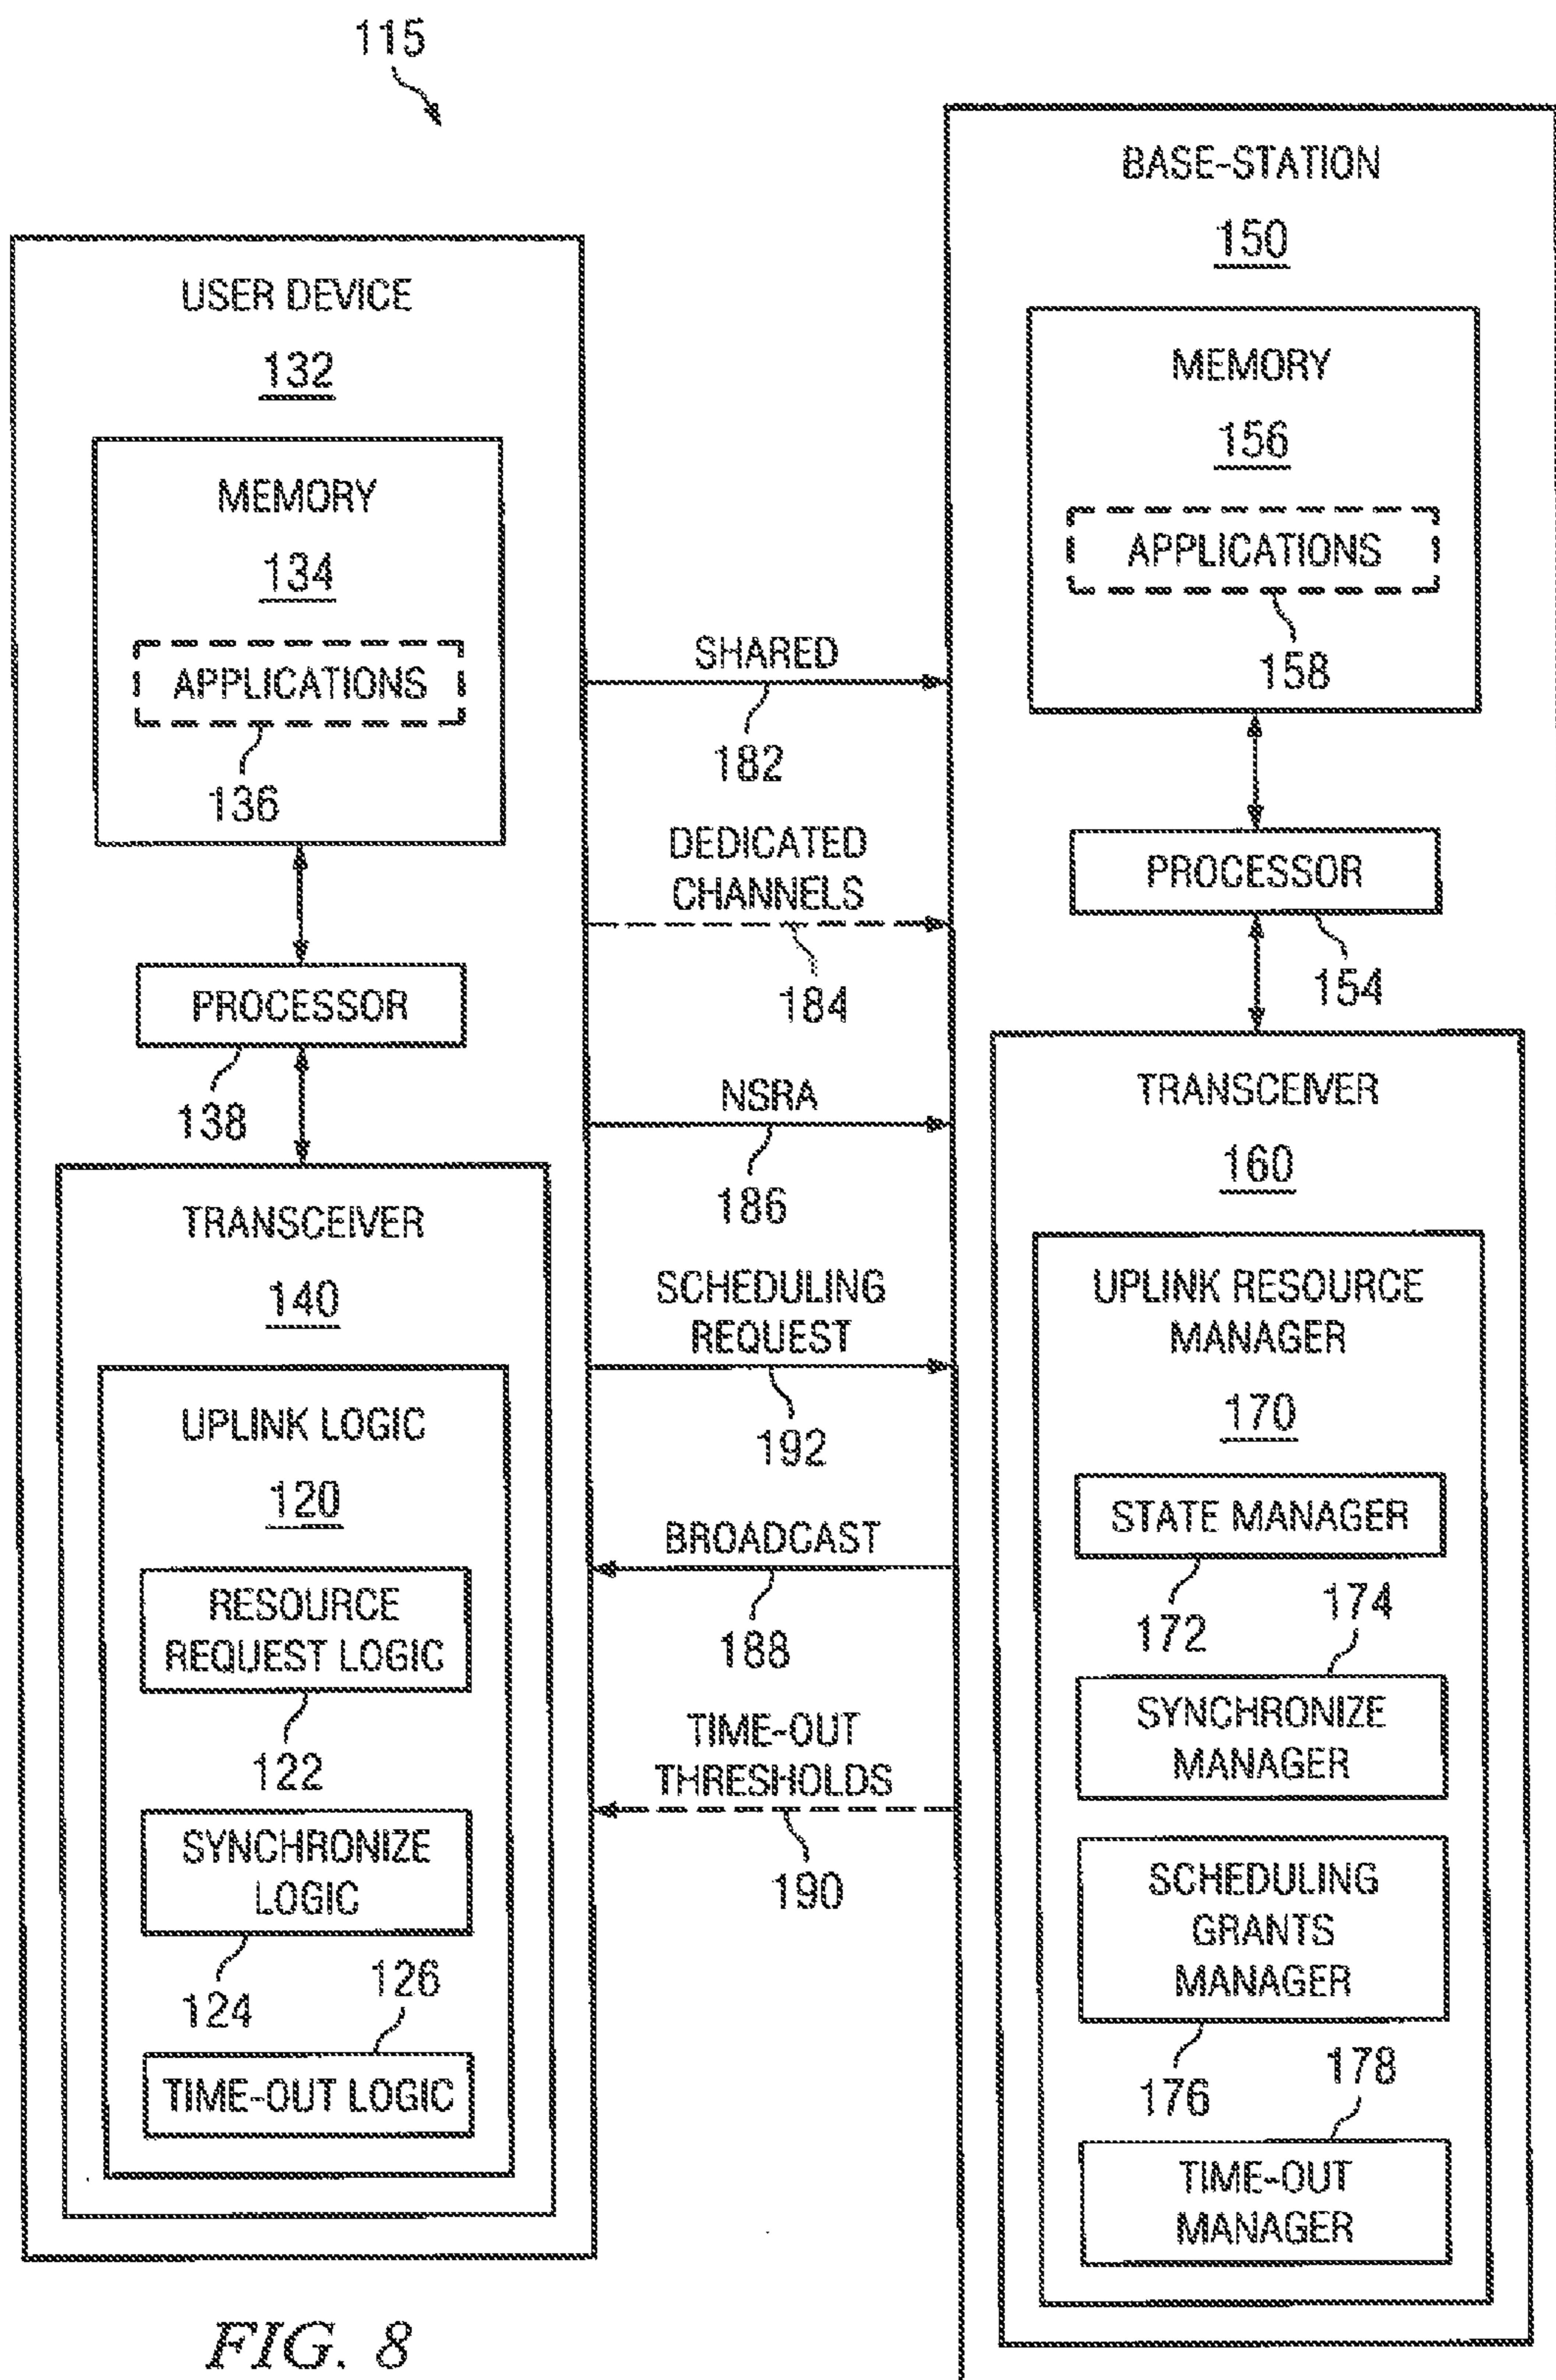 115
USER DEVICE
132
MEMORY
134
APPLICATIONS
136
PROCESSOR
138
TRANSCEIVER
140
UPLINK LOGIC
120
RESOURCE
REQUEST LOGIC
122
SYNCHRONIZE
LOGIC
124
126
TIME-OUT LOGIC
SHARED
182
DEDICATED
CHANNELS
184
NSRA
186
SCHEDULING
REQUEST
192
BROADCAST
188
TIME-OUT
THRESHOLDS
190
BASE-STATION
150
MEMORY
156
APPLICATIONS
158
PROCESSOR
154
TRANSCEIVER
160
UPLINK RESOURCE
MANAGER
170
STATE MANAGER
172
174
SYNCHRONIZE
MANAGER
SCHEDULING
GRANTS
MANAGER
176
178
TIME-OUT
MANAGER
FIG. 8